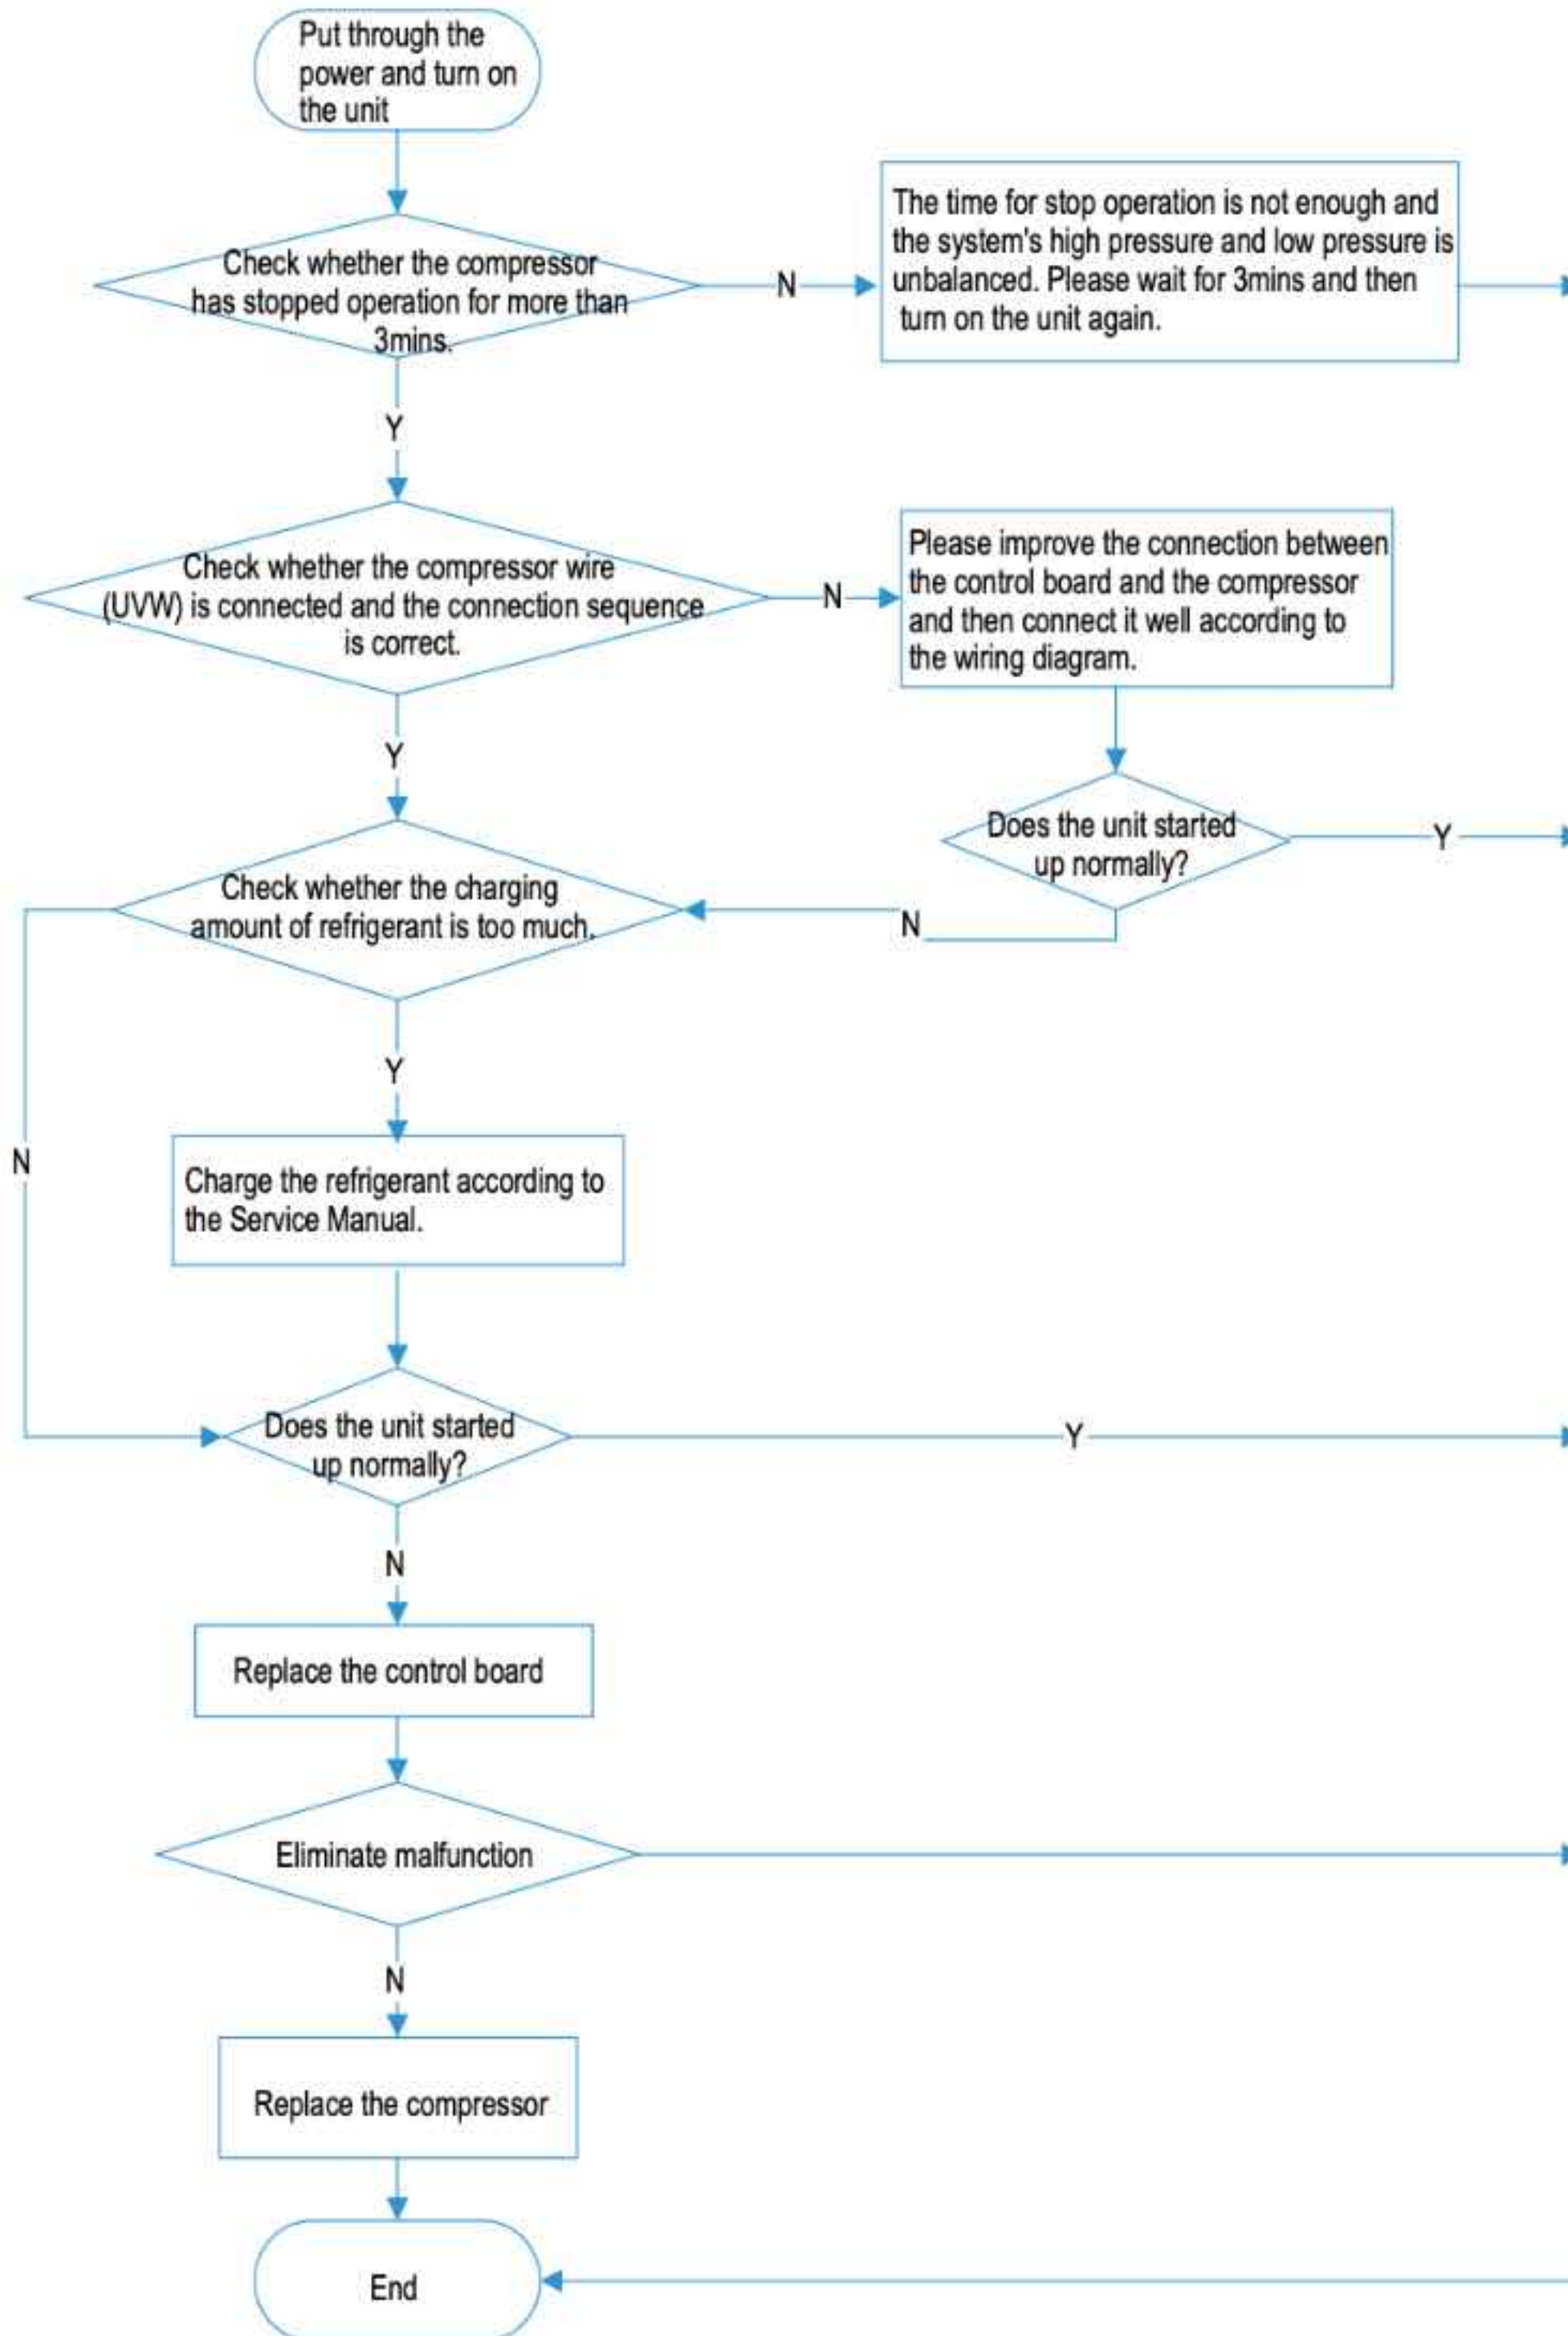 Put through the
power and turn on
the unit
Check whether the compressor
has stopped operation for more than
3mins.
N
The time for stop operation is not enough and
the system's high pressure and low pressure is
unbalanced. Please wait for 3mins and then
turn on the unit again.
Y
Check whether the compressor wire
(UVW) is connected and the connection sequence
is correct.
N
Please improve the connection between
the control board and the compressor
and then connect it well according to
the wiring diagram.
Y
Does the unit started
up normally?
Y
N
Check whether the charging
amount of refrigerant is too much.
Y
N
Charge the refrigerant according to
the Service Manual.
Does the unit started
up normally?
Y
N
Replace the control board
Eliminate malfunction
N
Replace the compressor
End